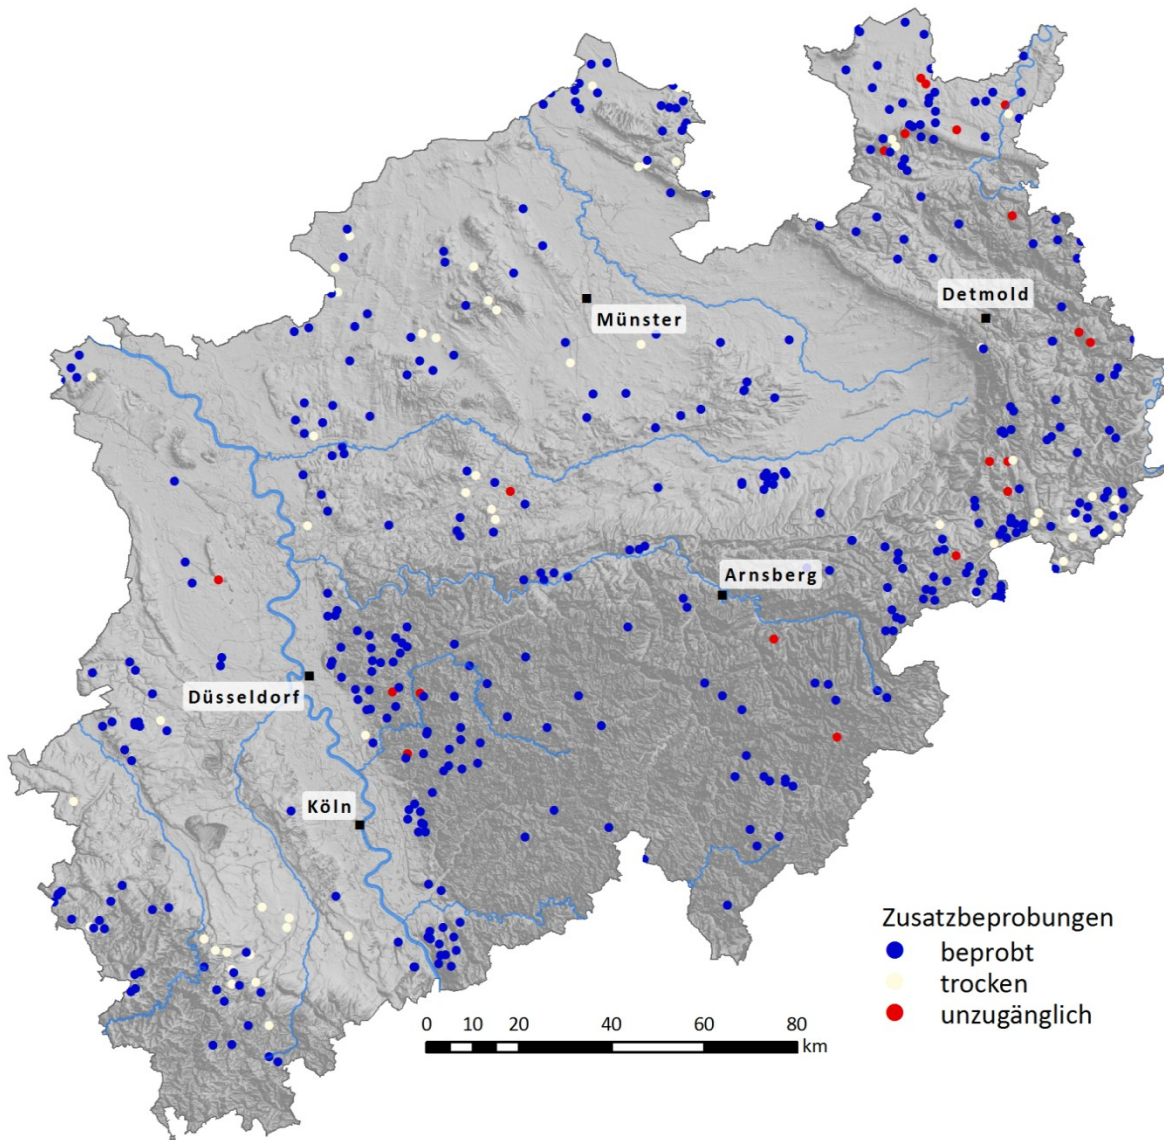 Detmold
Münster
Arnsberg
Düsseldorf
Köln
Zusatzbeprobungen
beprobt
trocken
unzugänglich
0 10 20 40 60 80
km